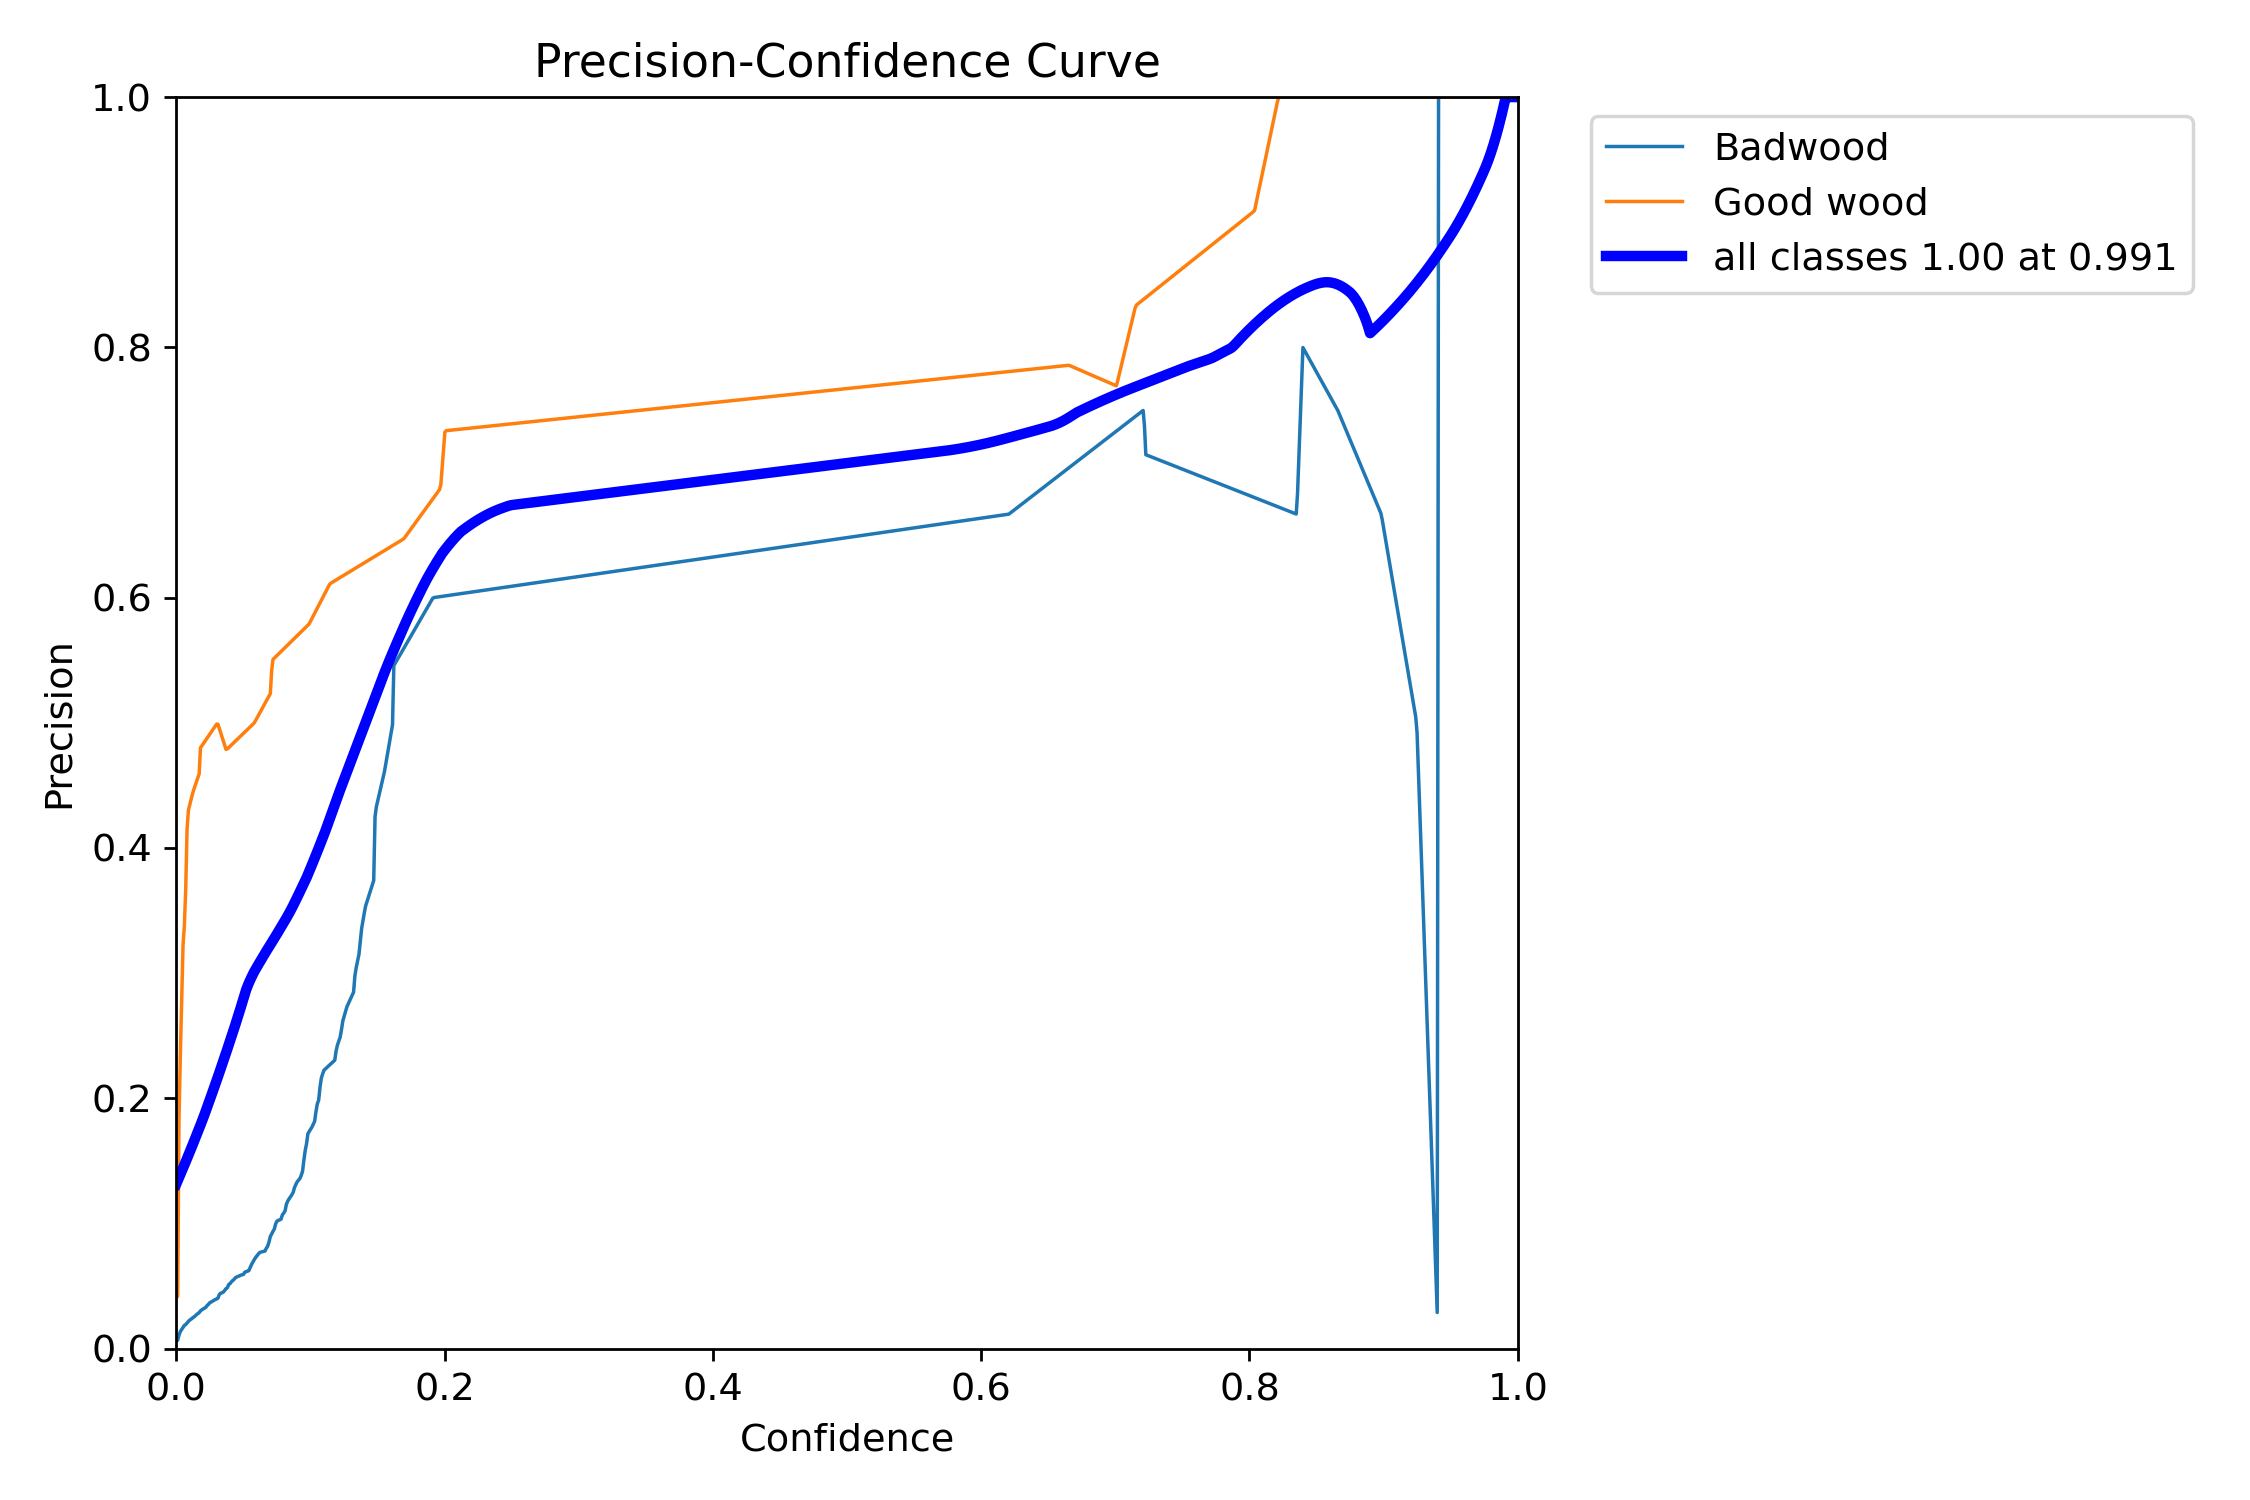 Precision-Confidence Curve
1.0
0.8
0.6
0.4
0.2
0.0
Precision
0.0 0.2 0.4 0.6 0.8 1.0
Confidence
Badwood
Good wood
all classes 1.00 at 0.991